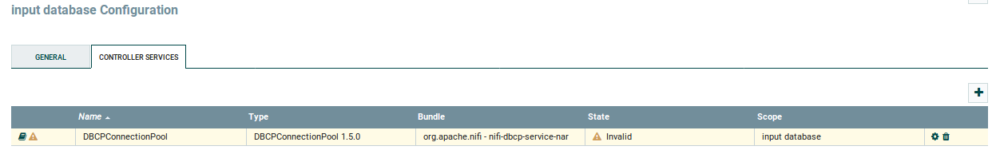 input database Configuration
GENERAL CONTROLLER SERVICES
Name Type Bundle State Scope
DBCPConnectionPool DBCPConnectionPool 1.5.0 org.apache.nifi - nifi-dbcp-service-nar Invalid input database